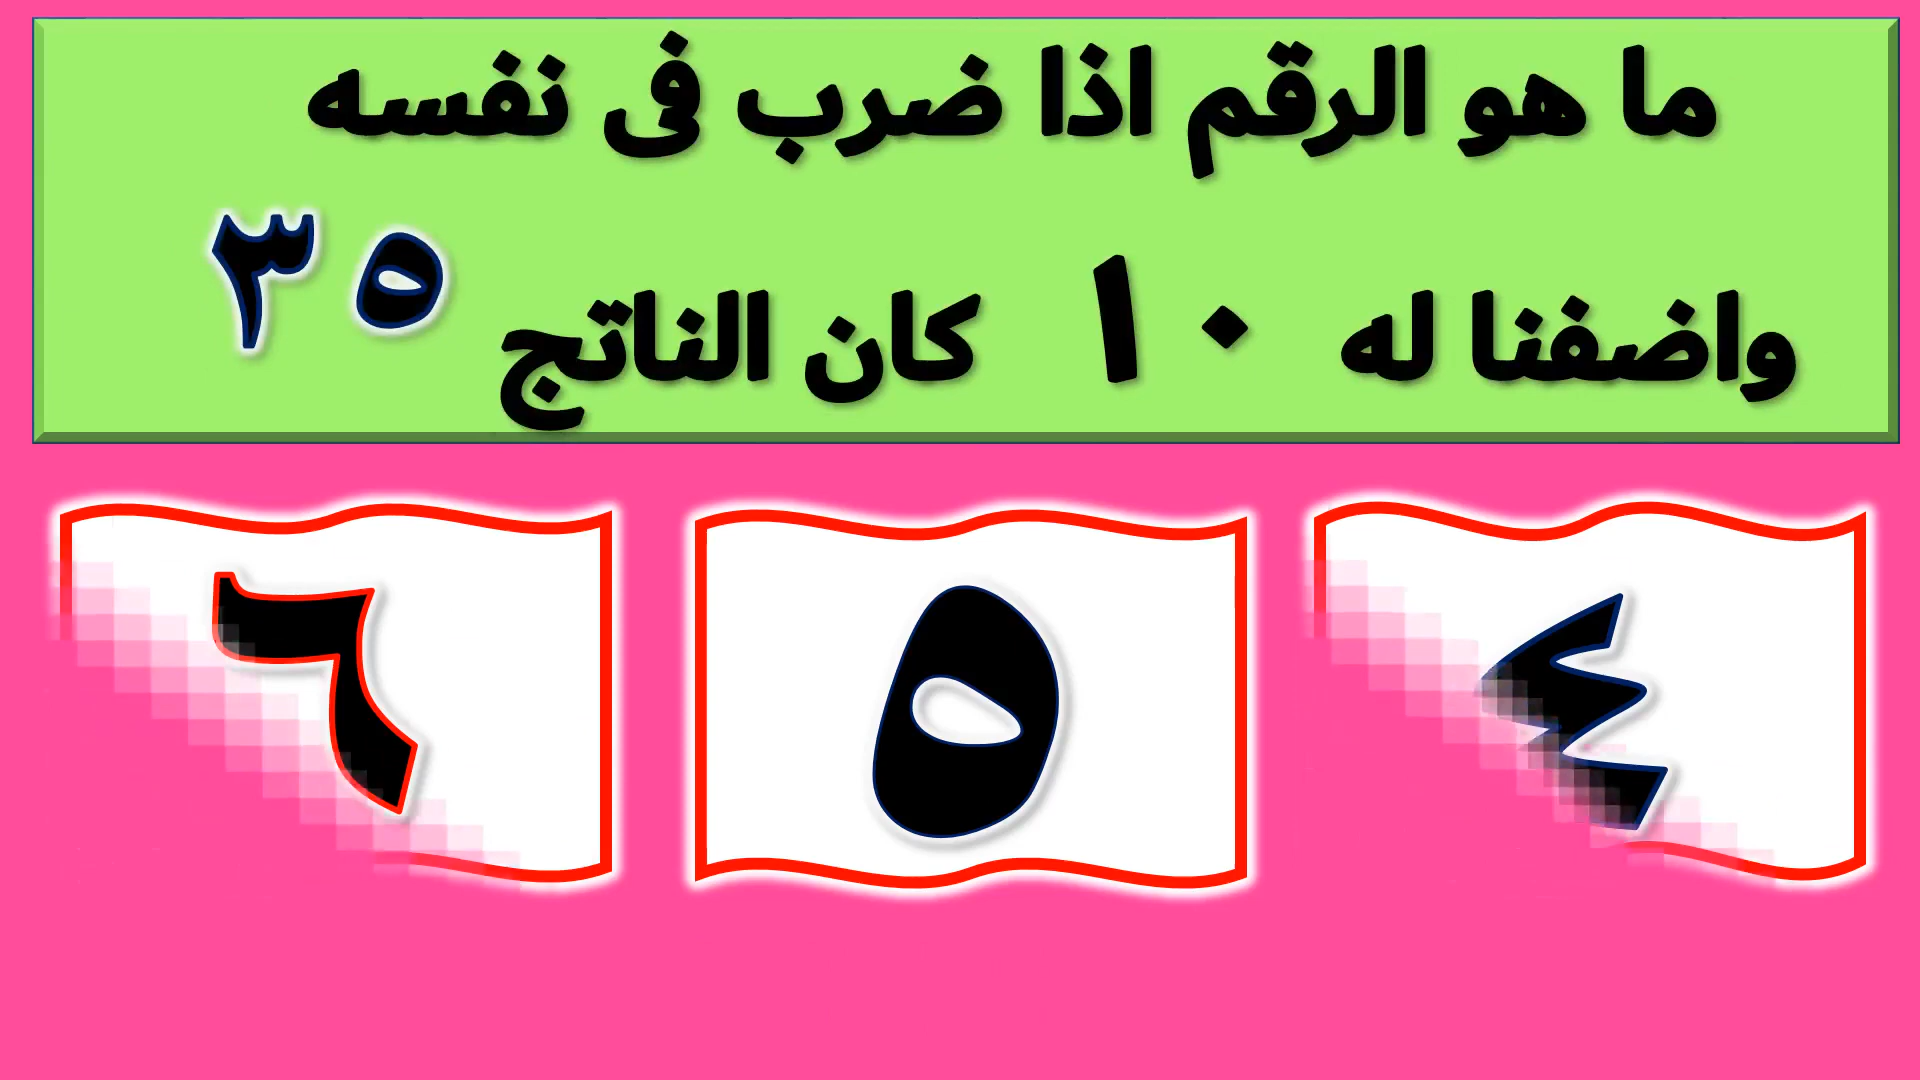 ما هو الرقم اذا ضرب فى نفسه
واضفنا له ١٠ كان الناتج ٣٥
٤ ٥ ٦